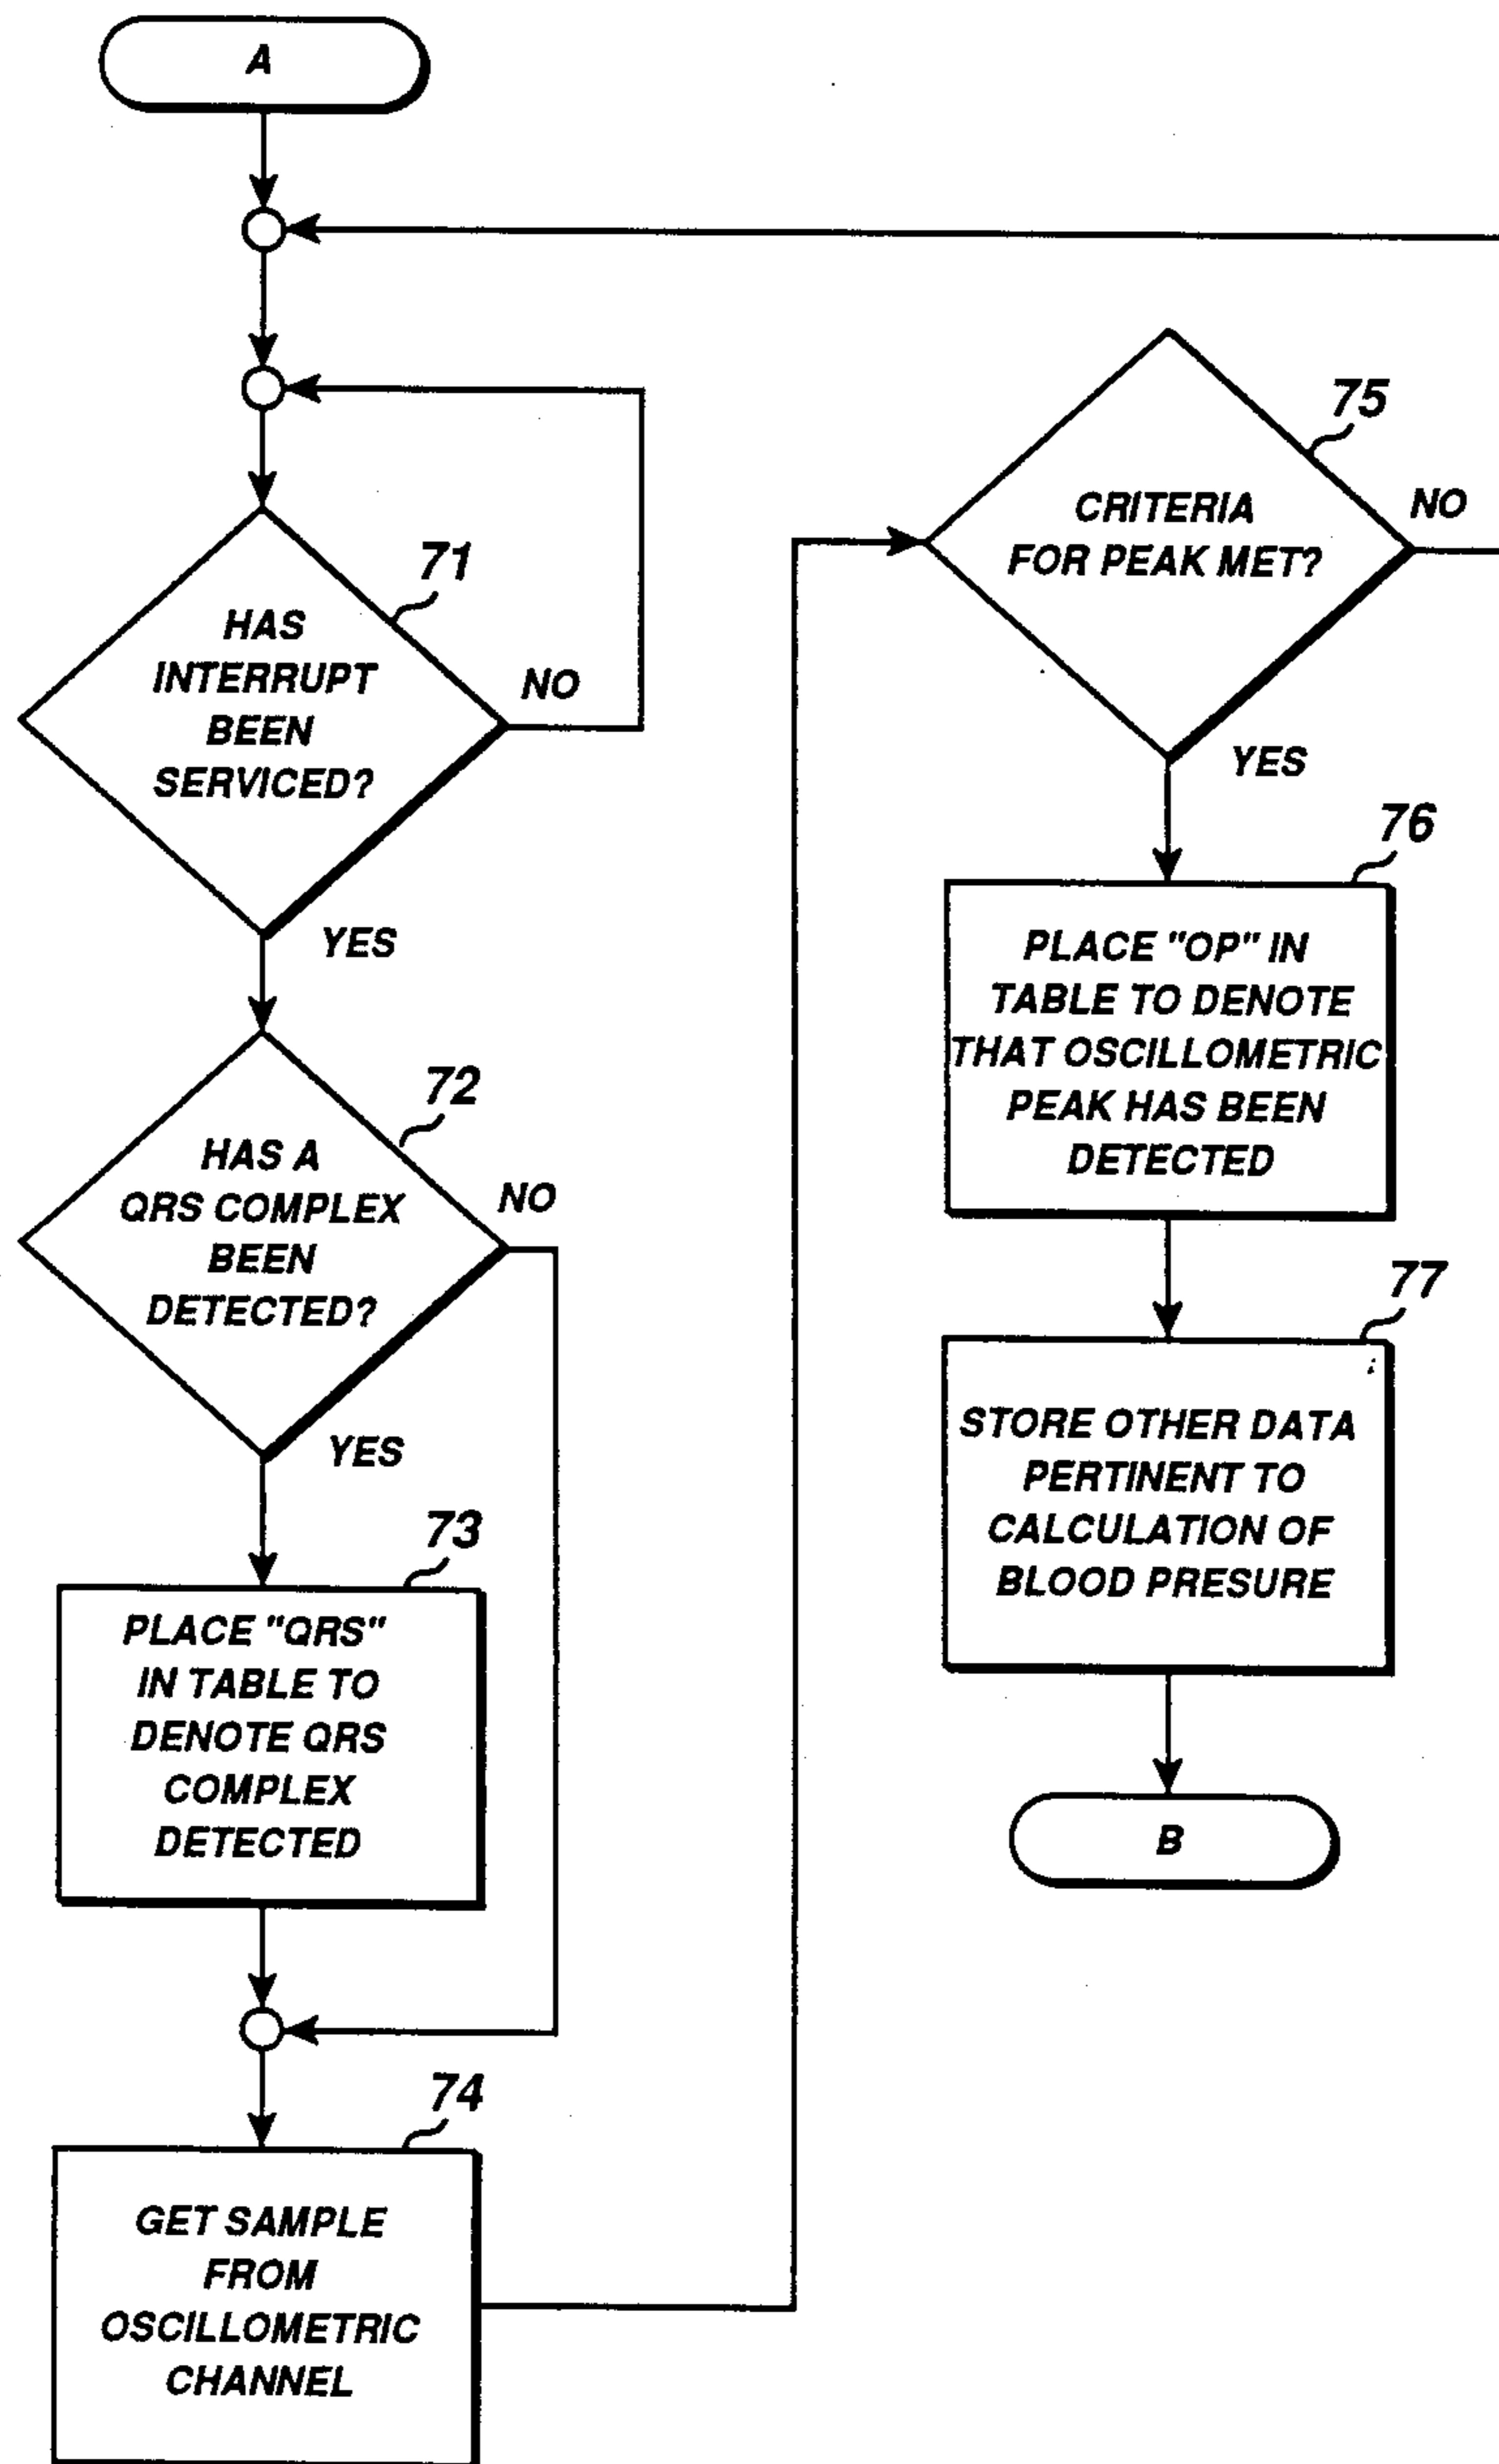 A
71
HAS
INTERRUPT
BEEN
SERVICED?
NO
YES
72
HAS A
QRS COMPLEX
BEEN
DETECTED?
NO
YES
73
PLACE "QRS"
IN TABLE TO
DENOTE QRS
COMPLEX
DETECTED
74
GET SAMPLE
FROM
OSCILLOMETRIC
CHANNEL
75
CRITERIA
FOR PEAK MET?
NO
YES
76
PLACE "OP" IN
TABLE TO DENOTE
THAT OSCILLOMETRIC
PEAK HAS BEEN
DETECTED
77
STORE OTHER DATA
PERTINENT TO
CALCULATION OF
BLOOD PRESURE
B